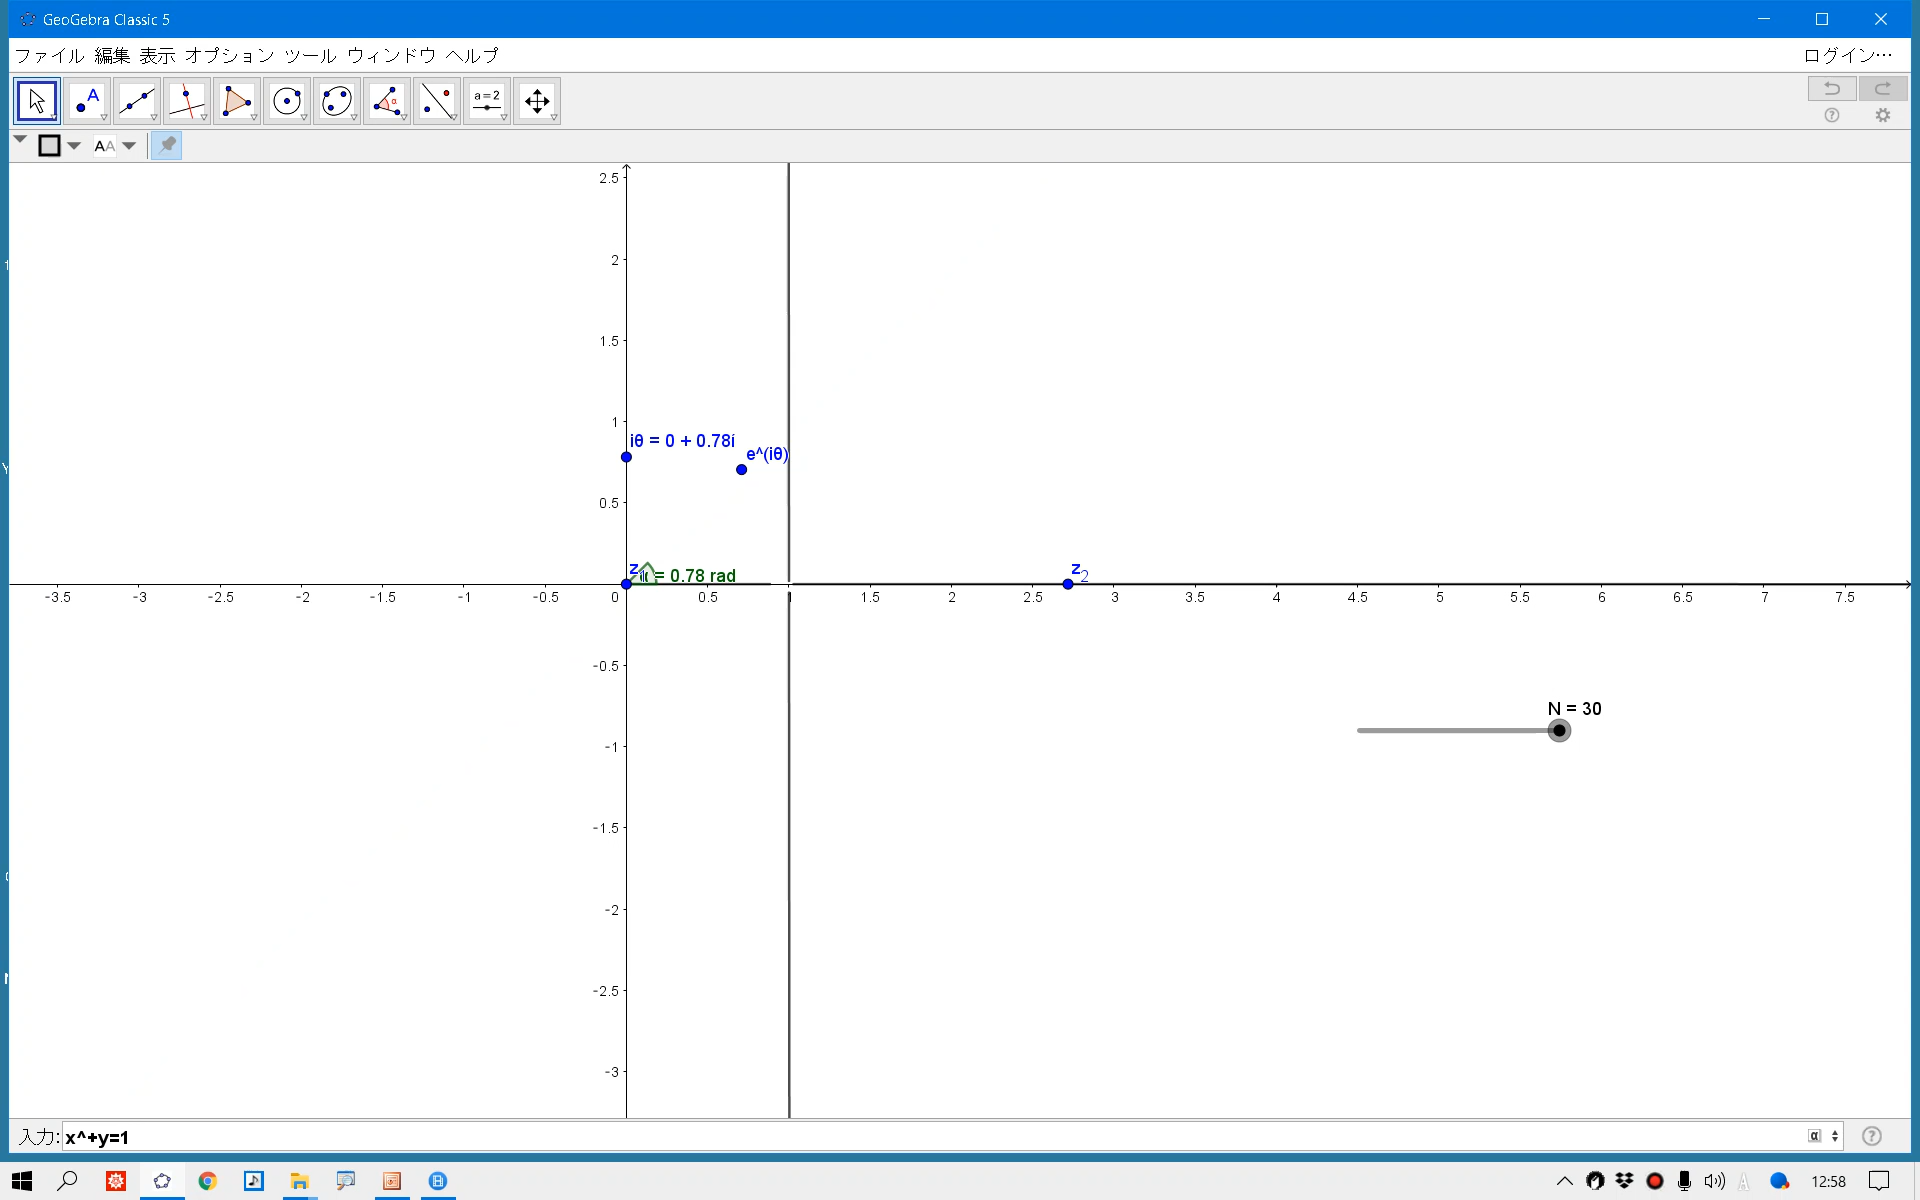 GeoGebra Classic 5
ファイル 編集 表示 オプション ツール ウィンドウ ヘルプ
ログイン…
A
α
a=2
AA
2.5
2
1.5
1
iθ = 0 + 0.78i
e^(iθ)
0.5
z
= 0.78 rad
z2
-3.5 -3 -2.5 -2 -1.5 -1 -0.5 0 0.5 1 1.5 2 2.5 3 3.5 4 4.5 5 5.5 6 6.5 7 7.5
-0.5
N = 30
-1
-1.5
-2
-2.5
-3
入力: x^+y=1
α
12:58